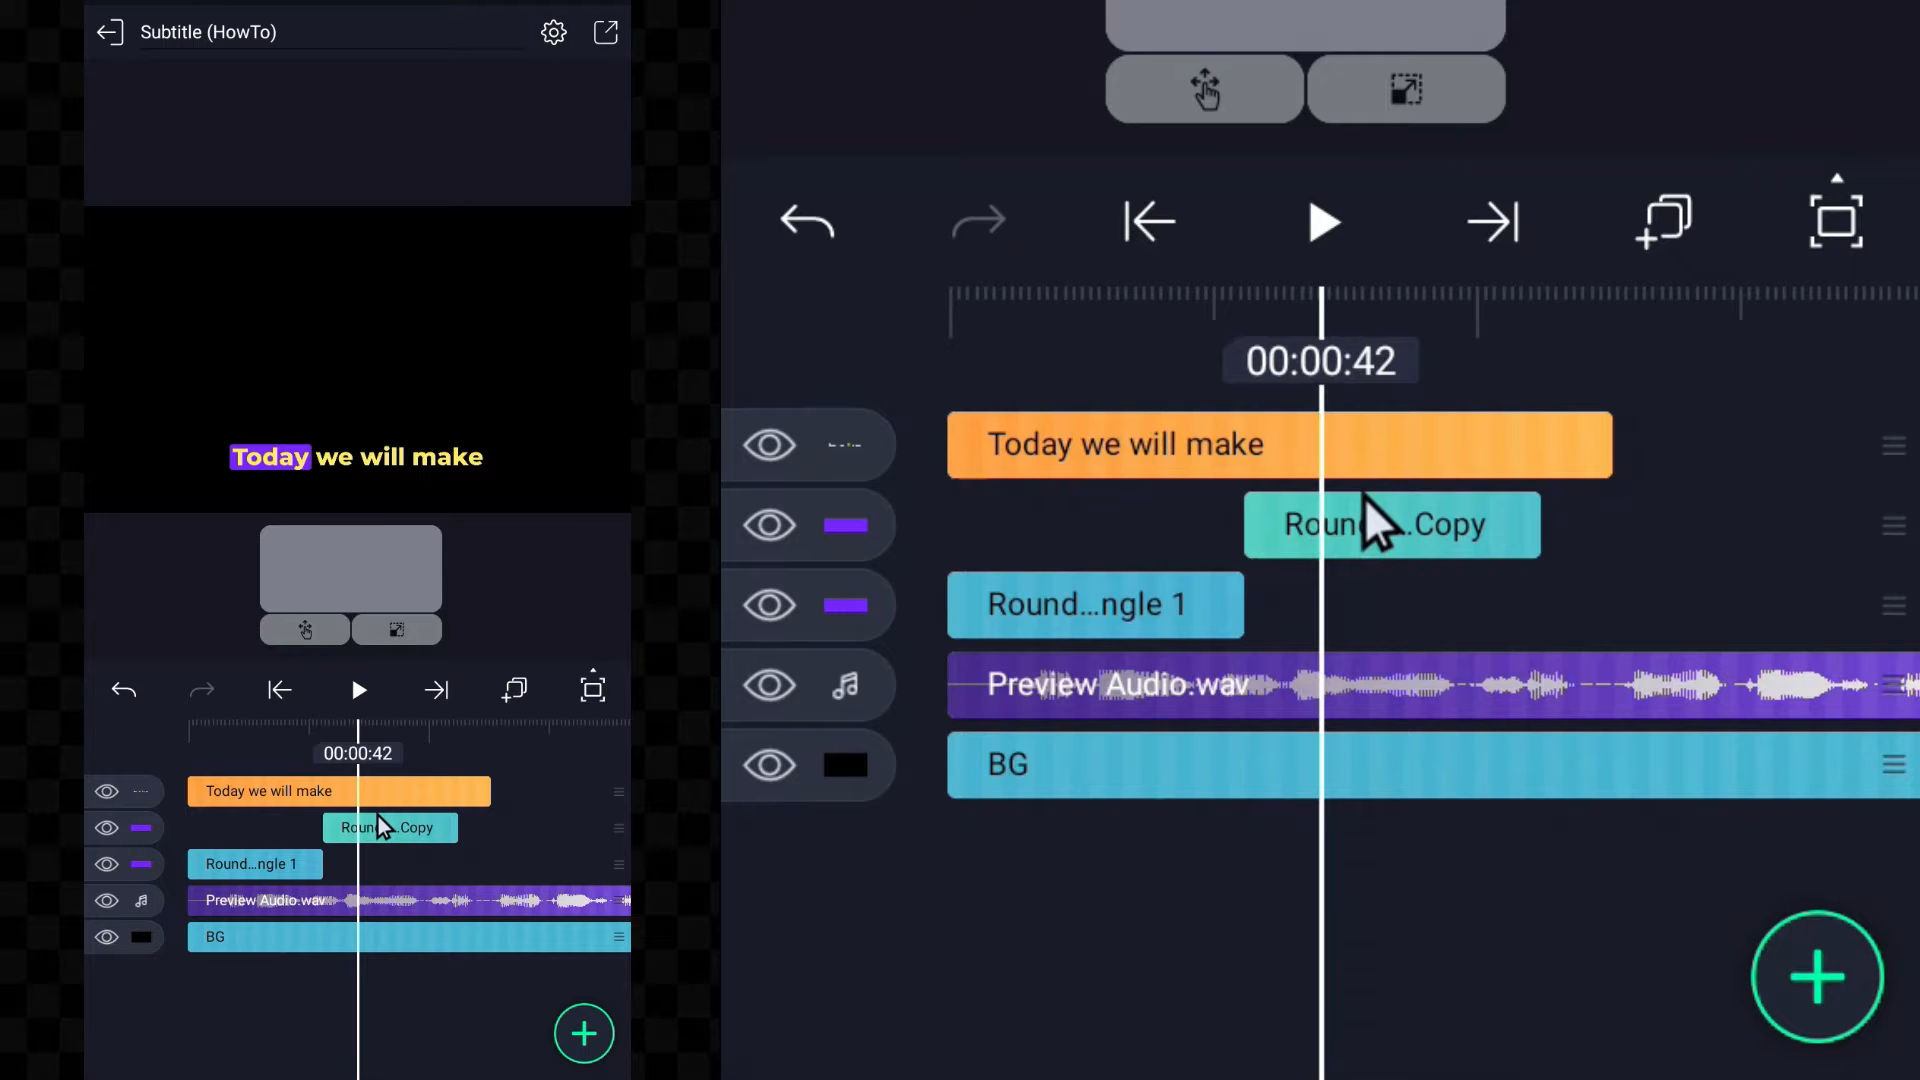 Subtitle (HowTo)
Today we will make
00:00:42
Today we will make
Roun ...Copy
Round...ngle 1
Preview Audio.wav
BG
00:00:42
Today we will make
Roun ...Copy
Round...ngle 1
Preview Audio.wav
BG